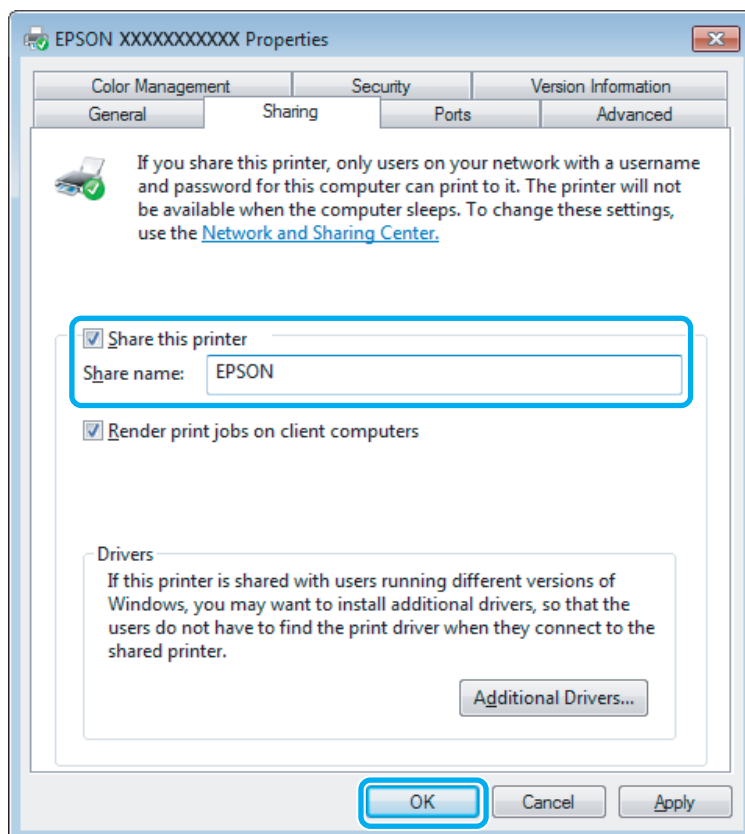 EPSON XXXXXXXXXXX Properties
Color Management Security Version Information
General Sharing Ports Advanced
If you share this printer, only users on your network with a username
and password for this computer can print to it. The printer will not
be available when the computer sleeps. To change these settings,
use the Network and Sharing Center.
Share this printer
Share name: EPSON
Render print jobs on client computers
Drivers
If this printer is shared with users running different versions of
Windows, you may want to install additional drivers, so that the
users do not have to find the print driver when they connect to the
shared printer.
Additional Drivers...
OK Cancel Apply